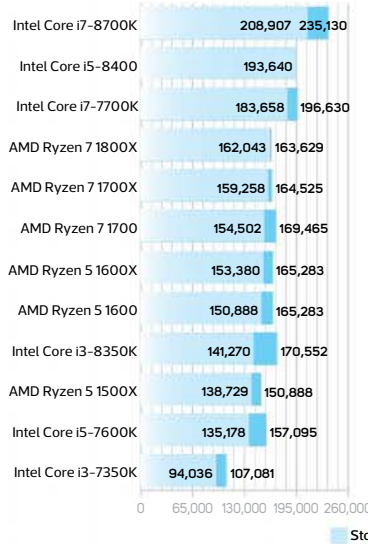 Intel Core i7-8700K 208,907 235,130
Intel Core i5-8400 193,640
Intel Core i7-7700K 183,658 196,630
AMD Ryzen 7 1800X 162,043 163,629
AMD Ryzen 7 1700X 159,258 164,525
AMD Ryzen 7 1700 154,502 169,465
AMD Ryzen 5 1600X 153,380 165,283
AMD Ryzen 5 1600 150,888 165,283
Intel Core i3-8350K 141,270 170,552
AMD Ryzen 5 1500X 138,729 150,888
Intel Core i5-7600K 135,178 157,095
Intel Core i3-7350K 94,036 107,081
0 65,000 130,000 195,000 260,000